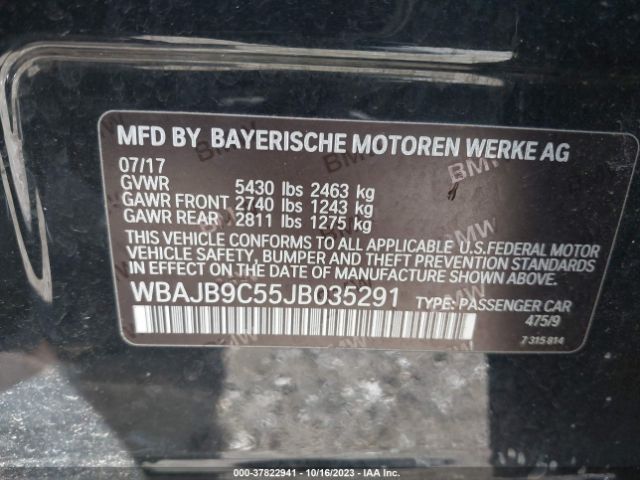 MFD BY BAYERISCHE MOTOREN WERKE AG
07/17
GVWR 5430 lbs 2463 kg
GAWR FRONT 2740 lbs 1243 kg
GAWR REAR 2811 lbs 1275 kg
THIS VEHICLE CONFORMS TO ALL APPLICABLE U.S.FEDERAL MOTOR
VEHICLE SAFETY, BUMPER AND THEFT PREVENTION STANDARDS
IN EFFECT ON THE DATE OF MANUFACTURE SHOWN ABOVE.
WBAJB9C55JB035291 TYPE: PASSENGER CAR
475/9
7 315 814
000-37822941 - 10/16/2023 - IAA Inc.